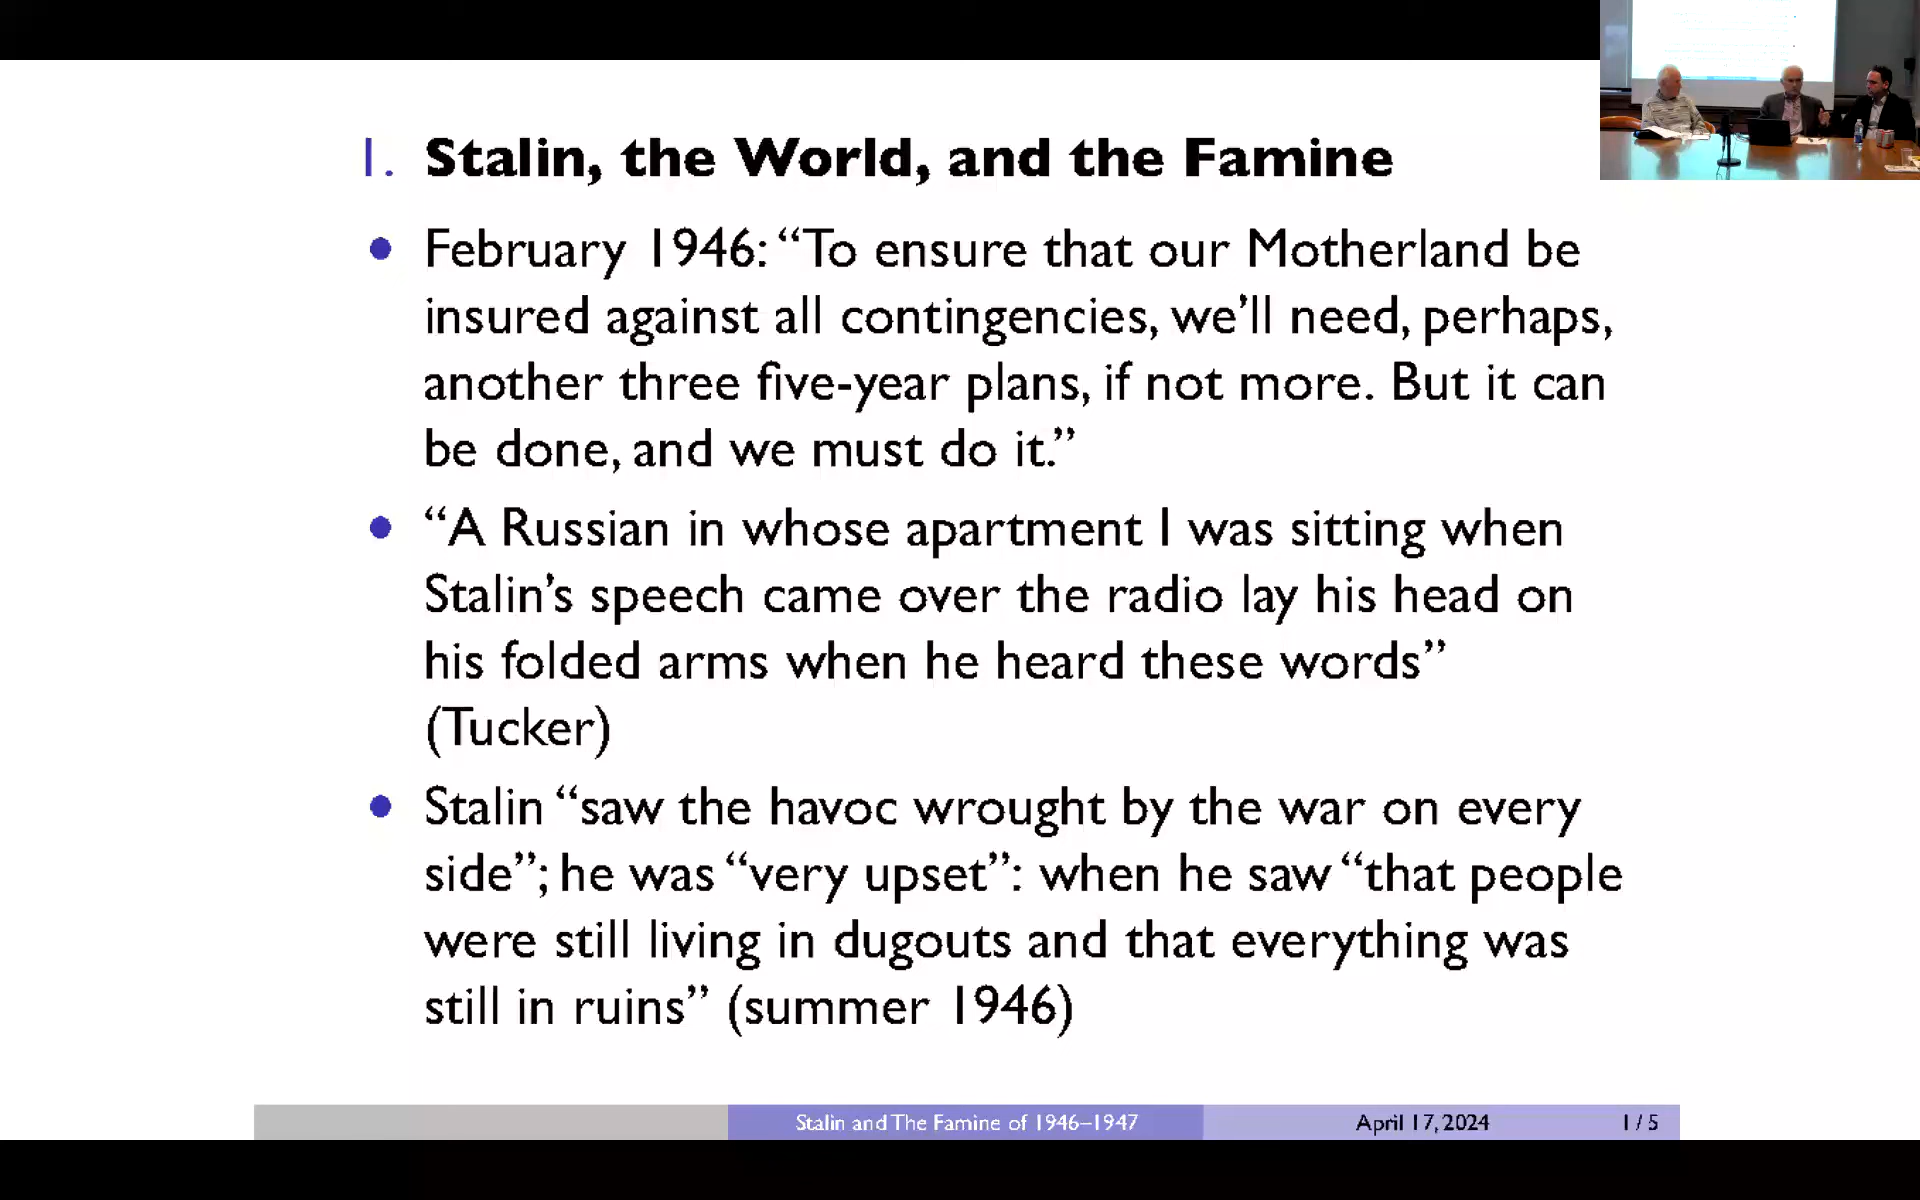 1. Stalin, the World, and the Famine
• February 1946: “To ensure that our Motherland be
insured against all contingencies, we’ll need, perhaps,
another three five-year plans, if not more. But it can
be done, and we must do it.”
• “A Russian in whose apartment I was sitting when
Stalin’s speech came over the radio lay his head on
his folded arms when he heard these words”
(Tucker)
• Stalin “saw the havoc wrought by the war on every
side”; he was “very upset”: when he saw “that people
were still living in dugouts and that everything was
still in ruins” (summer 1946)
Stalin and The Famine of 1946–1947 April 17, 2024 1 / 5